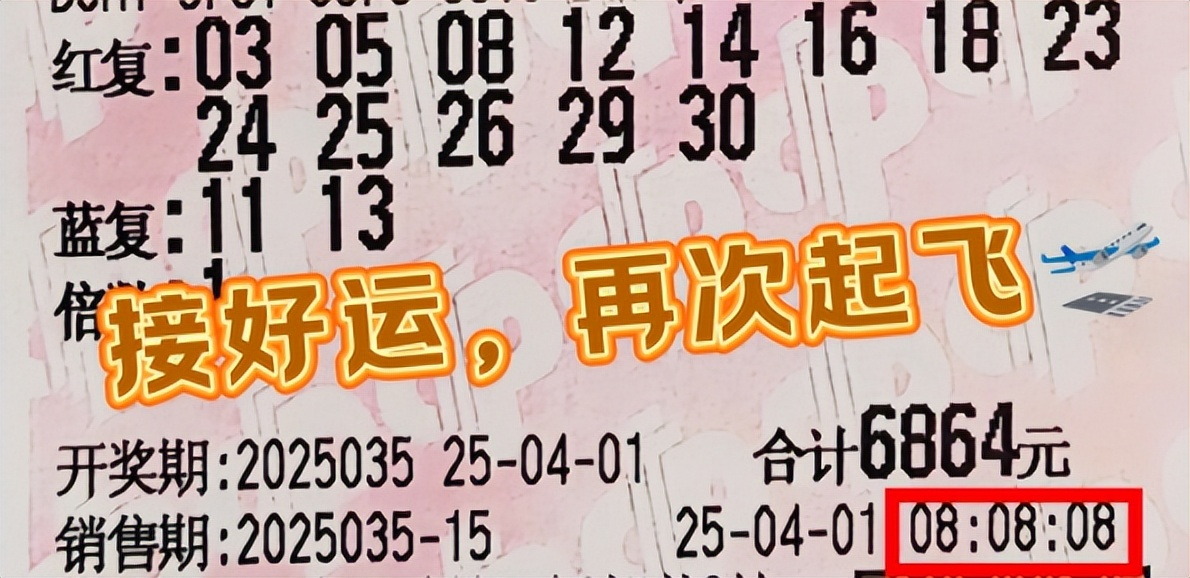 红复:03 05 08 12 14 16 18 23
24 25 26 29 30
蓝复:11 13
倍
接好运，再次起飞
合计6864元
开奖期:2025035 25-04-01
销售期:2025035-15 25-04-01 08:08:08